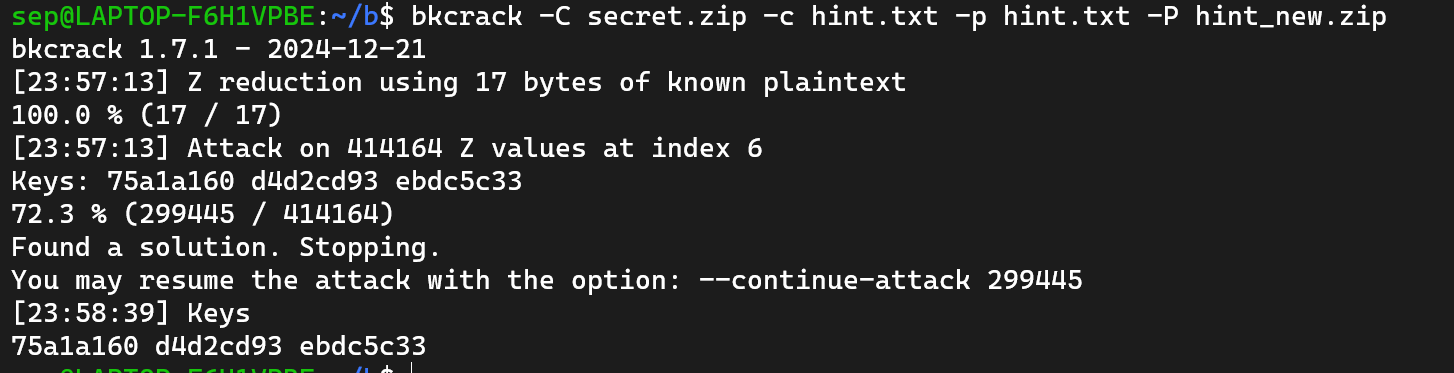 sep@LAPTOP-F6H1VPBE:~/b$ bkcrack -C secret.zip -c hint.txt -p hint.txt -P hint_new.zip
bkcrack 1.7.1 - 2024-12-21
[23:57:13] Z reduction using 17 bytes of known plaintext
100.0 % (17 / 17)
[23:57:13] Attack on 414164 Z values at index 6
Keys: 75a1a160 d4d2cd93 ebdc5c33
72.3 % (299445 / 414164)
Found a solution. Stopping.
You may resume the attack with the option: --continue-attack 299445
[23:58:39] Keys
75a1a160 d4d2cd93 ebdc5c33
sep@LAPTOP-F6H1VPBE:~/b$